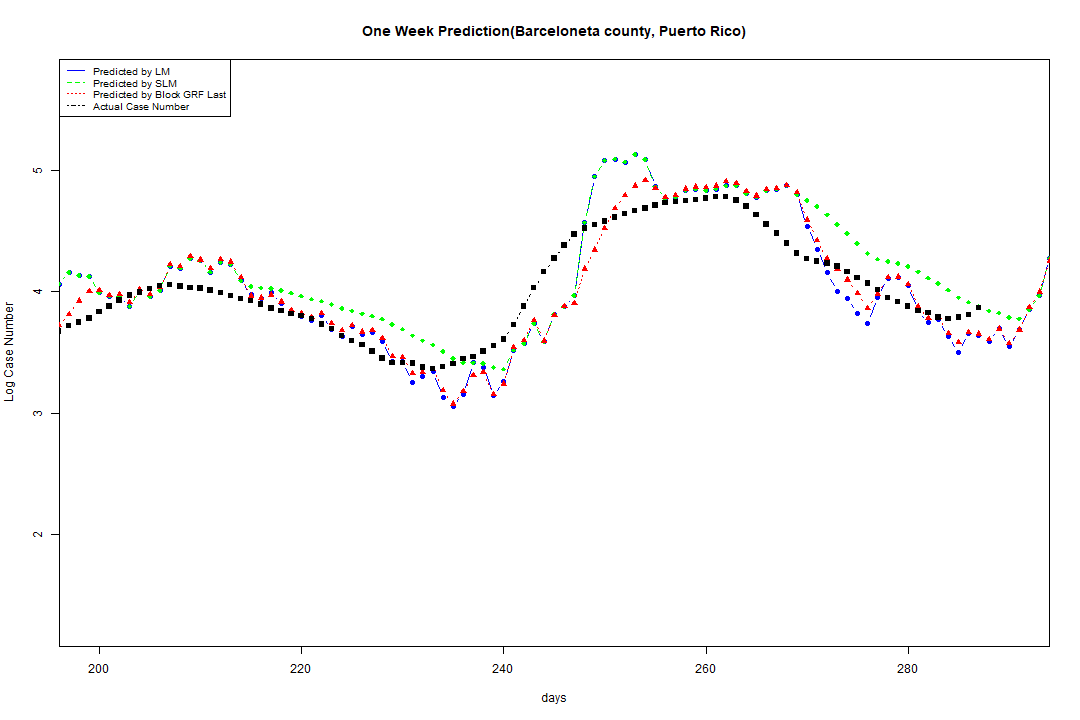 One Week Prediction(Barceloneta county, Puerto Rico)
Predicted by LM
Predicted by SLM
Predicted by Block GRF Last
Actual Case Number
Log Case Number
5
4
3
2
200 220 240 260 280
days